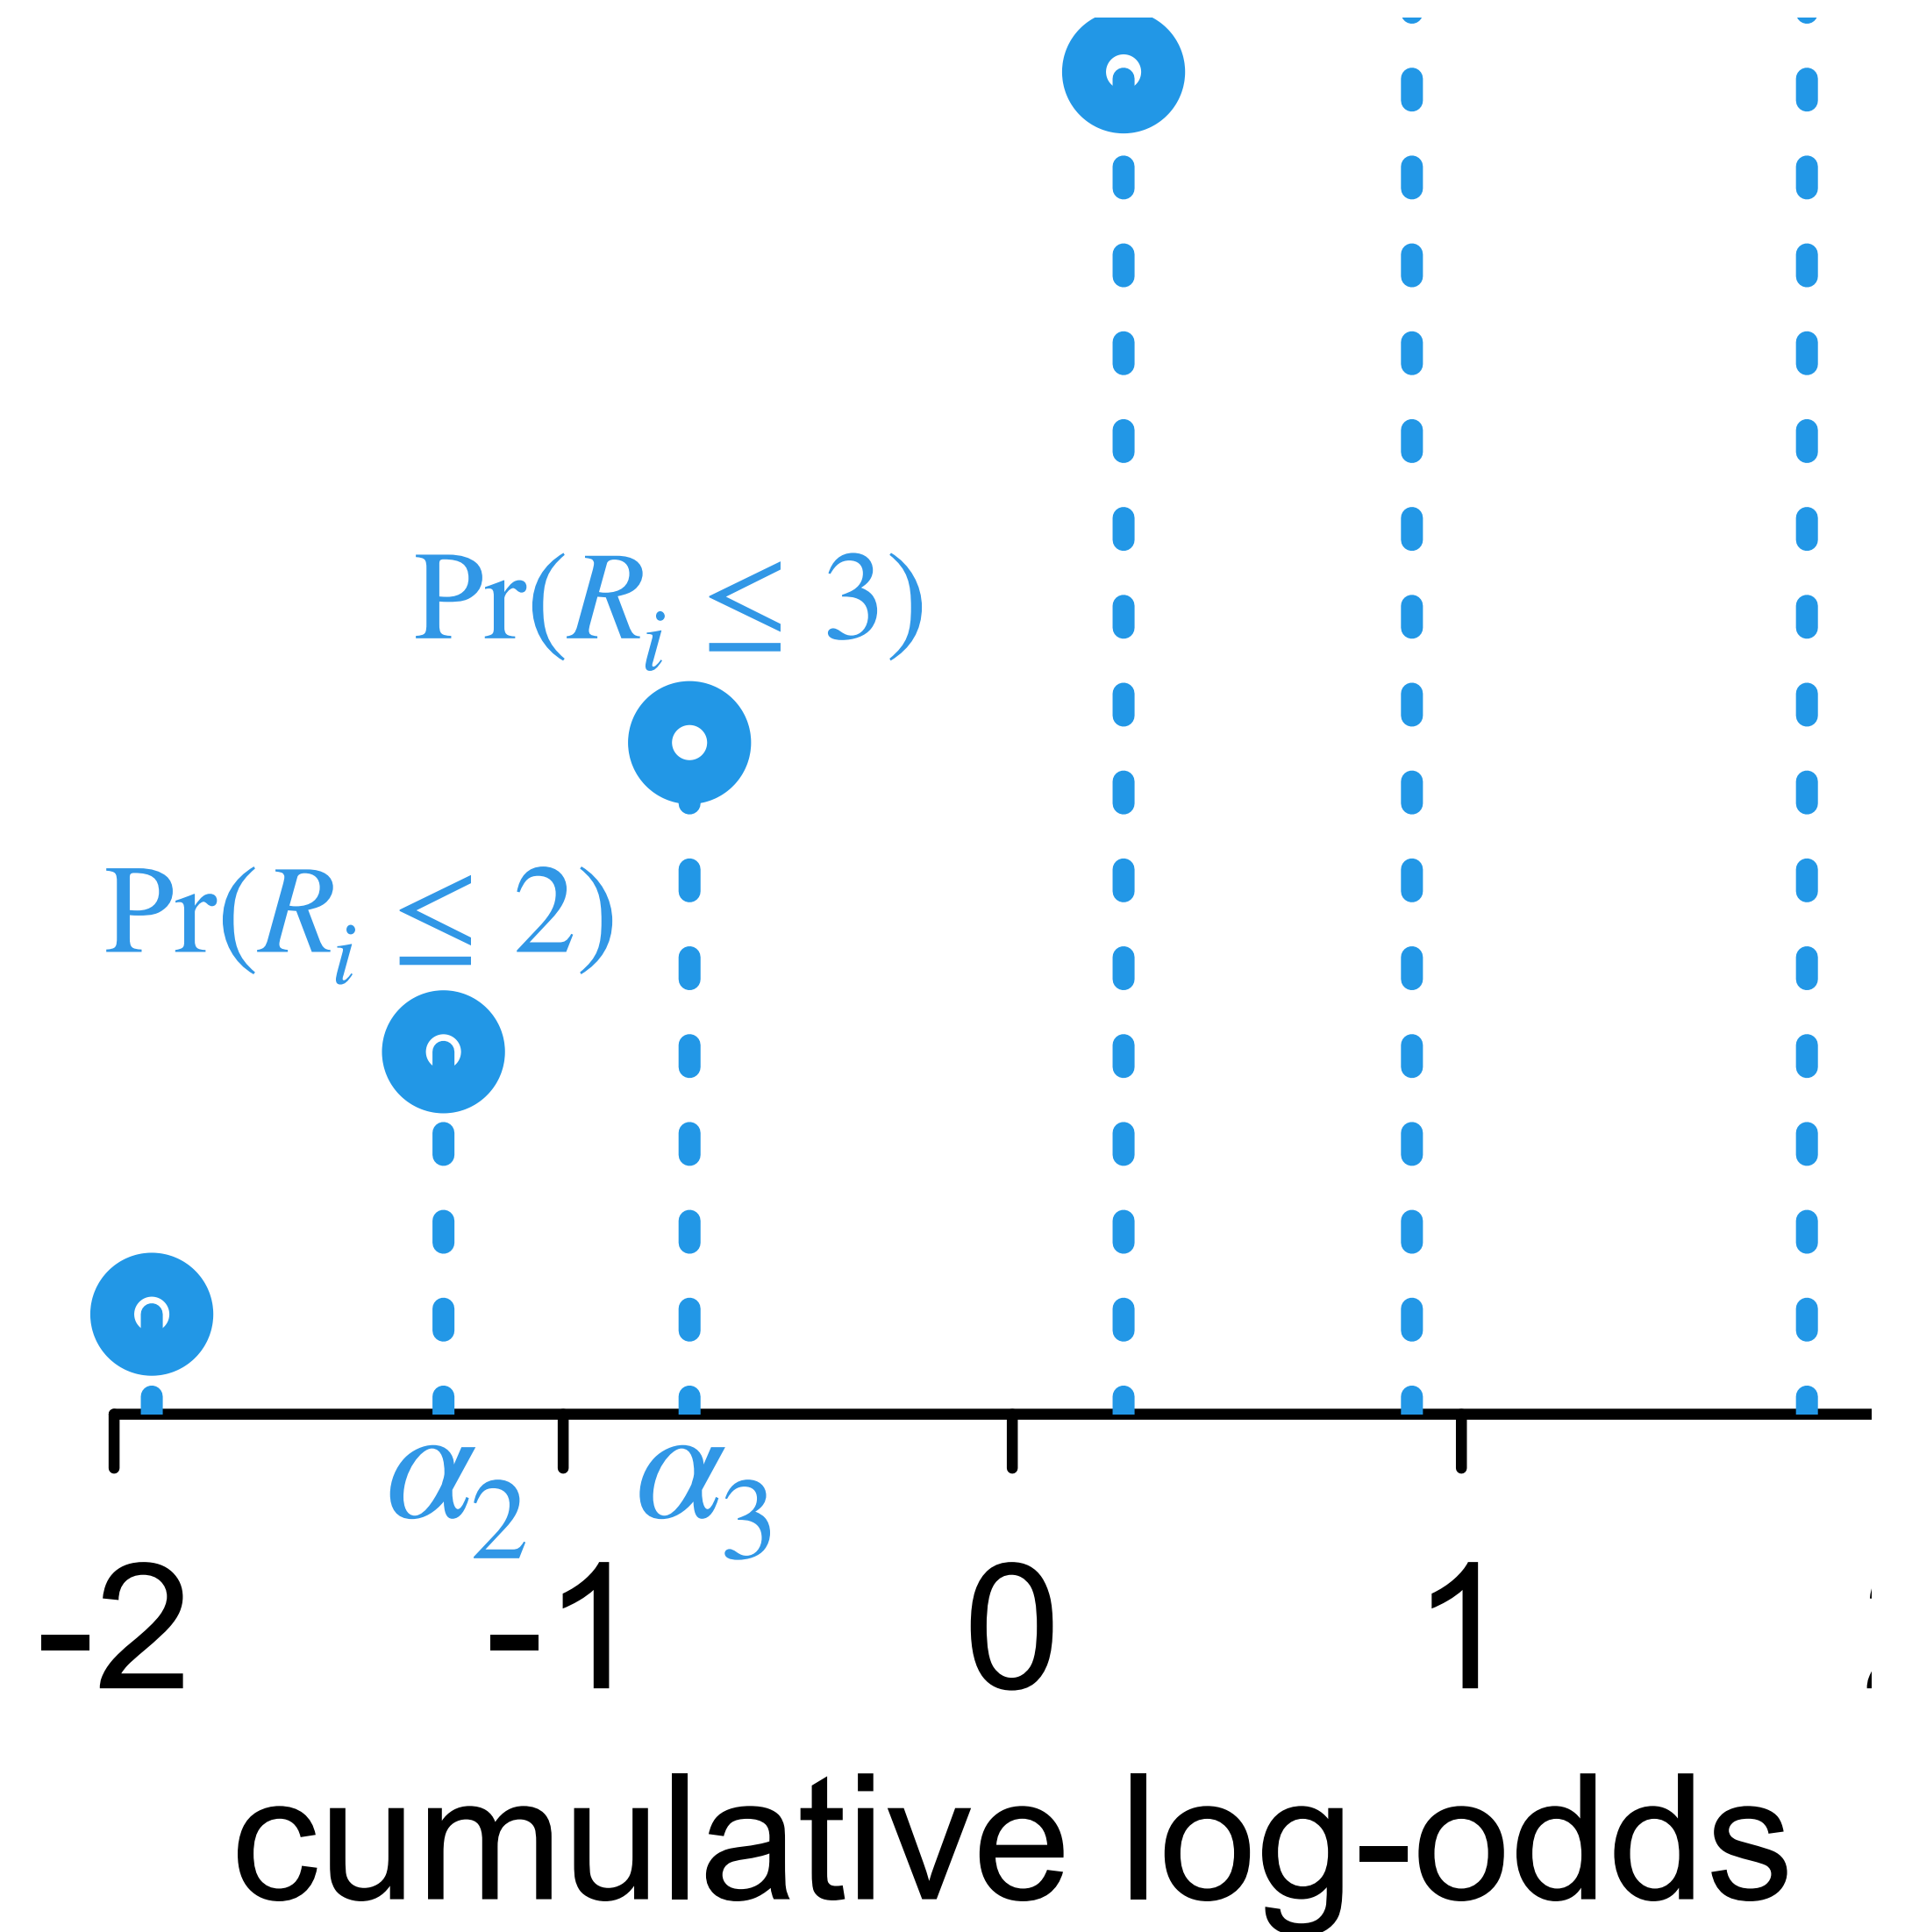 Pr(Rᵢ ≤ 3)
Pr(Rᵢ ≤ 2)
α₂ α₃
-2 -1 0 1
cumulative log-odds